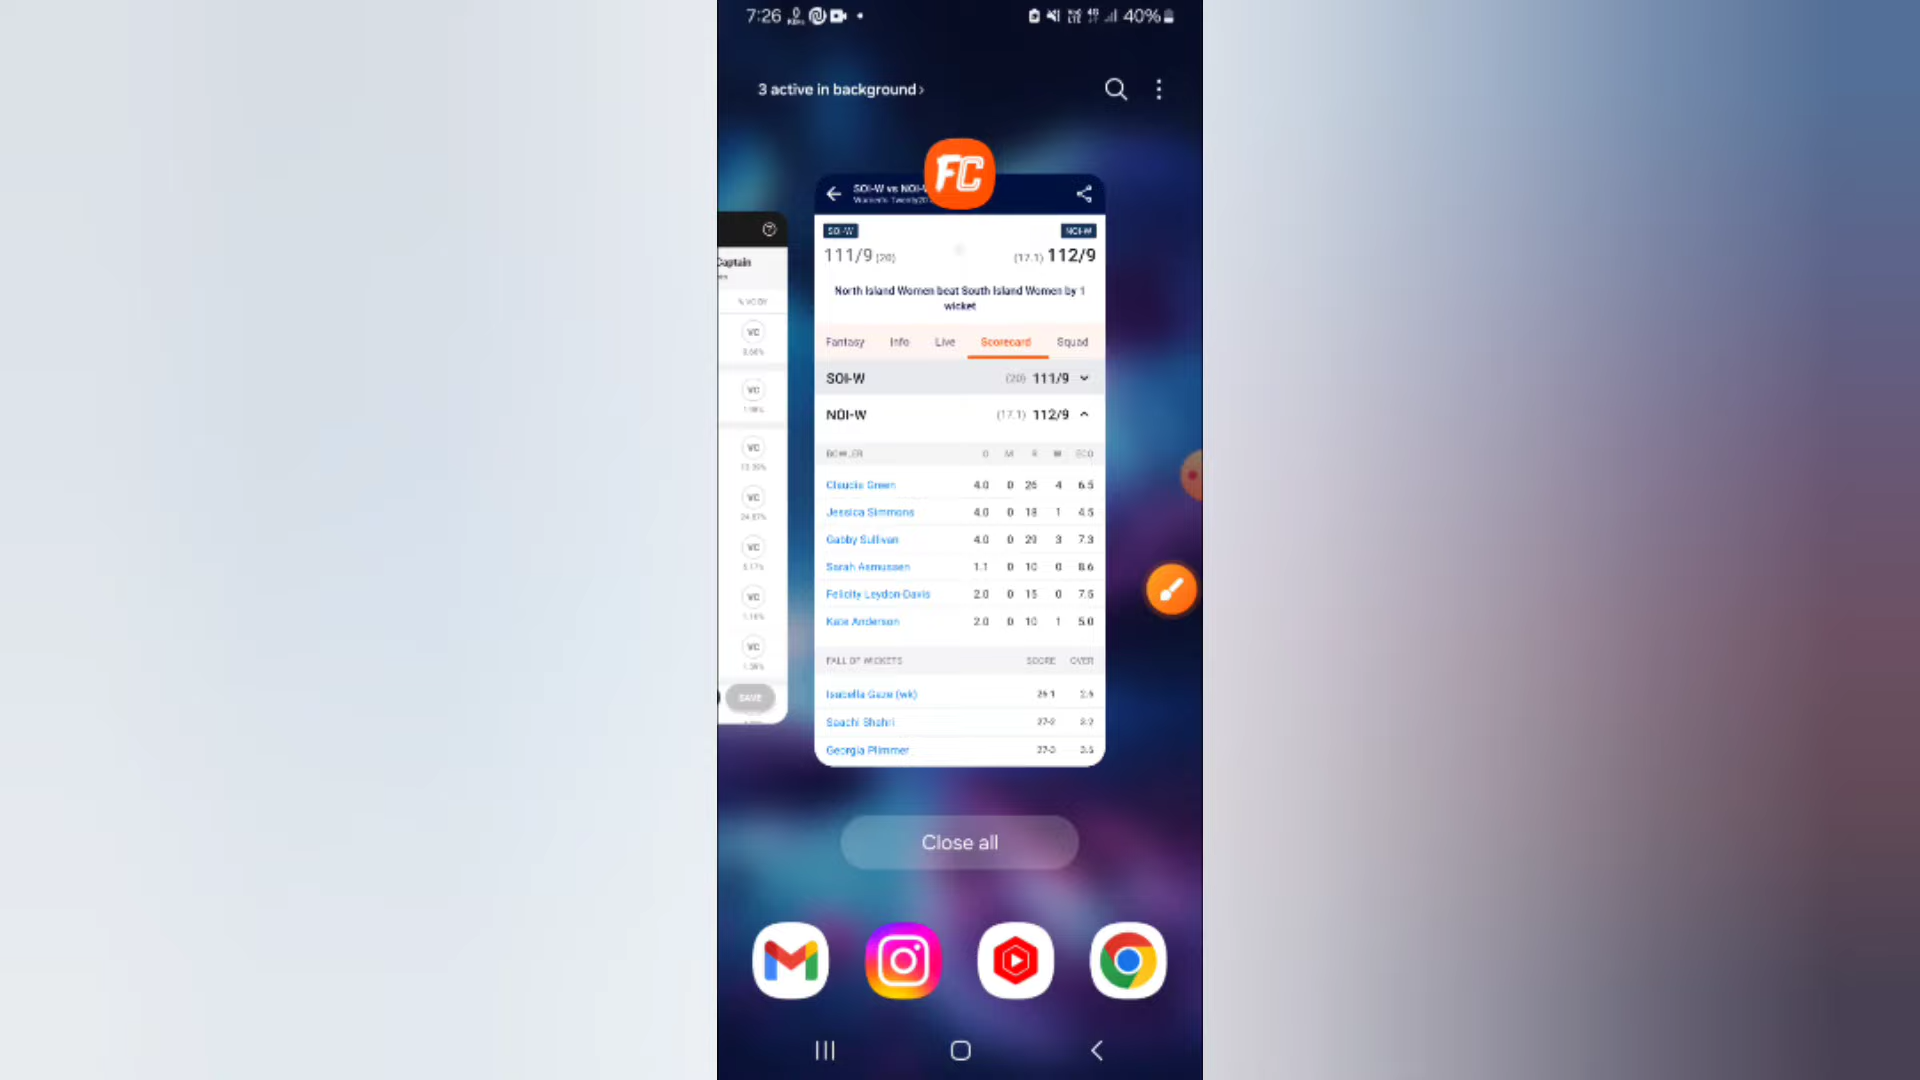 7:26
40%
3 active in background >
FC
SOI-W vs NOI-
SOI-W
NOI-W
111/9 (20)
(17.1) 112/9
North Island Women beat South Island Women by 1
wicket
Fantasy Info Live Scorecard Squad
SOI-W (20) 111/9
NOI-W (17.1) 112/9
BOWLER O M R W ECO
Claudia Green 4.0 0 26 4 6.5
Jessica Simmons 4.0 0 18 1 4.5
Gabby Sullivan 4.0 0 29 3 7.3
Sarah Asmussen 1.1 0 10 0 8.6
Felicity Leydon-Davis 2.0 0 15 0 7.5
Kate Anderson 2.0 0 10 1 5.0
FALL OF WICKETS SCORE OVER
Isabella Gaze (wk) 26-1 2.6
Saachi Shahri 27-2 3.2
Georgia Plimmer 27-3 3.5
Captain
% VC BY
VC
VC
VC
VC
24.87%
VC
VC
VC
SAVE
Close all